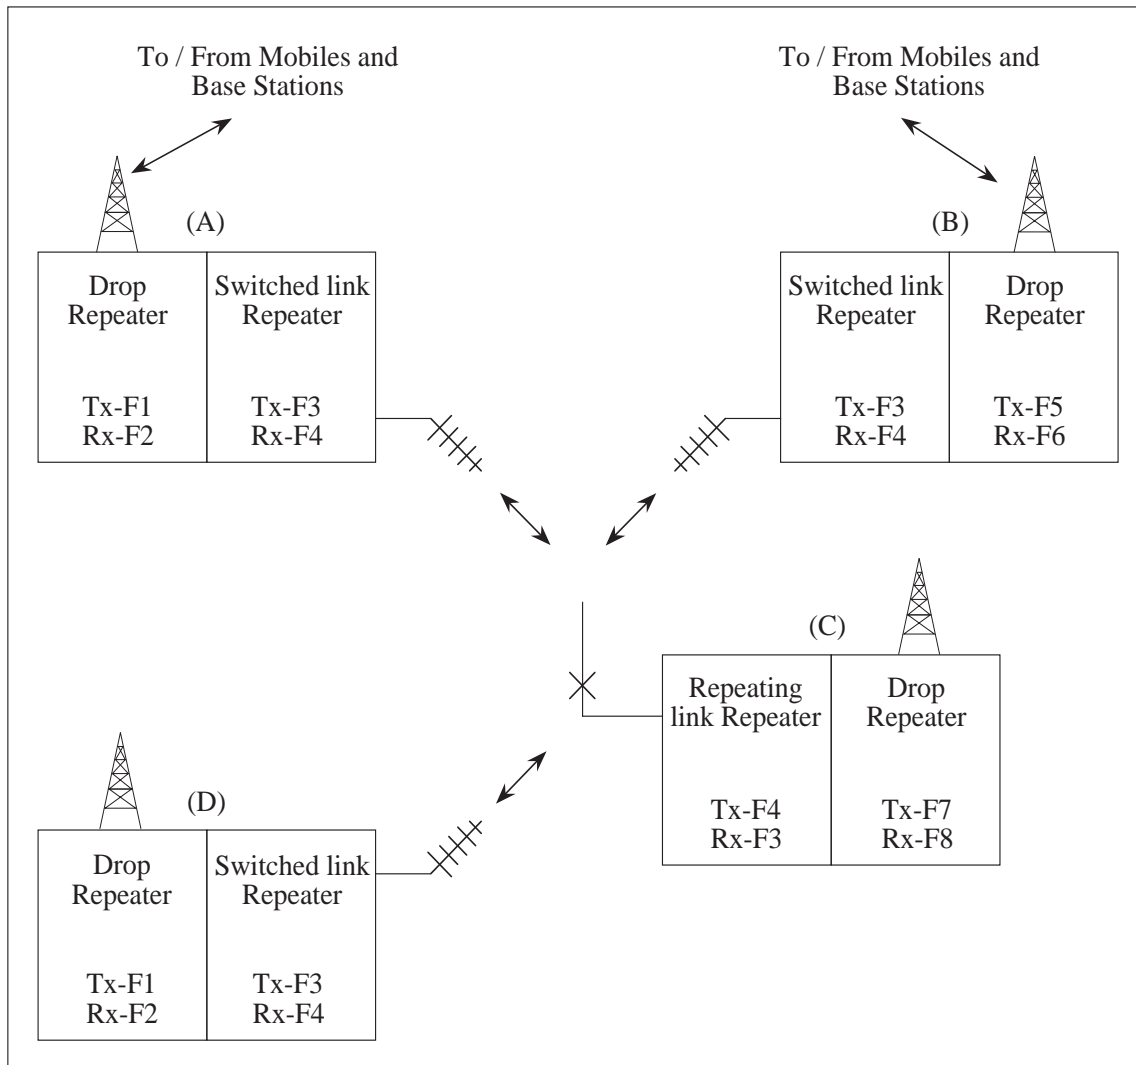 To / From Mobiles and
Base Stations
To / From Mobiles and
Base Stations
(A)
Drop
Repeater
Tx-F1
Rx-F2
Switched link
Repeater
Tx-F3
Rx-F4
(B)
Switched link
Repeater
Tx-F3
Rx-F4
Drop
Repeater
Tx-F5
Rx-F6
(C)
Repeating
link Repeater
Tx-F4
Rx-F3
Drop
Repeater
Tx-F7
Rx-F8
(D)
Drop
Repeater
Tx-F1
Rx-F2
Switched link
Repeater
Tx-F3
Rx-F4